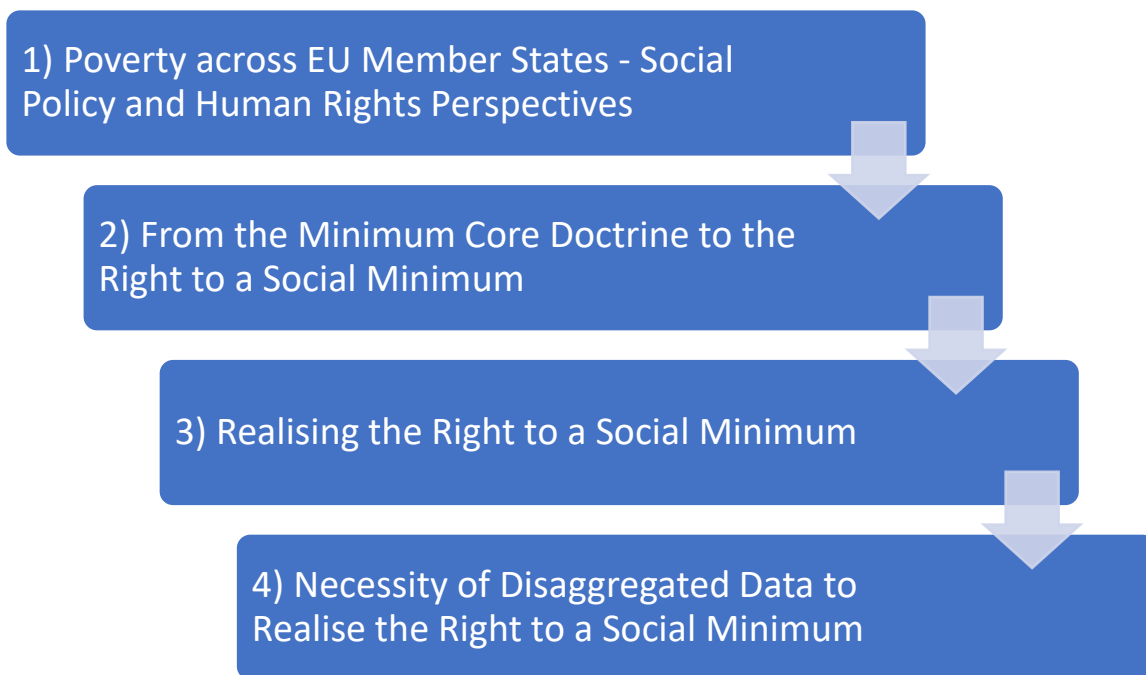 1) Poverty across EU Member States - Social
Policy and Human Rights Perspectives
2) From the Minimum Core Doctrine to the
Right to a Social Minimum
3) Realising the Right to a Social Minimum
4) Necessity of Disaggregated Data to
Realise the Right to a Social Minimum